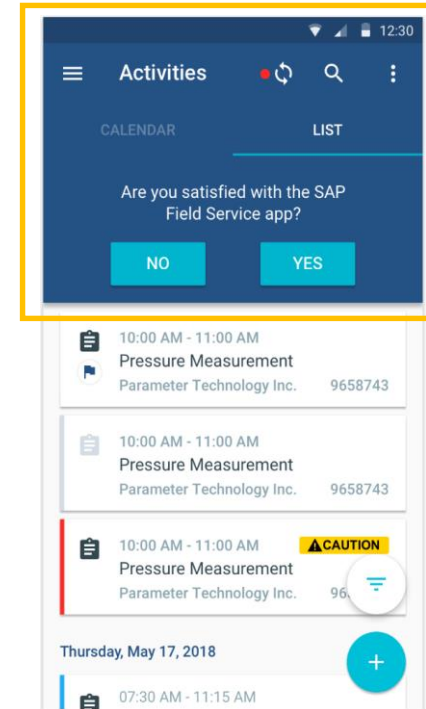 12:30
Activities
CALENDAR LIST
Are you satisfied with the SAP
Field Service app?
NO YES
10:00 AM - 11:00 AM
Pressure Measurement
Parameter Technology Inc. 9658743
10:00 AM - 11:00 AM
Pressure Measurement
Parameter Technology Inc. 9658743
10:00 AM - 11:00 AM CAUTION
Pressure Measurement
Parameter Technology Inc.
Thursday, May 17, 2018
07:30 AM - 11:15 AM